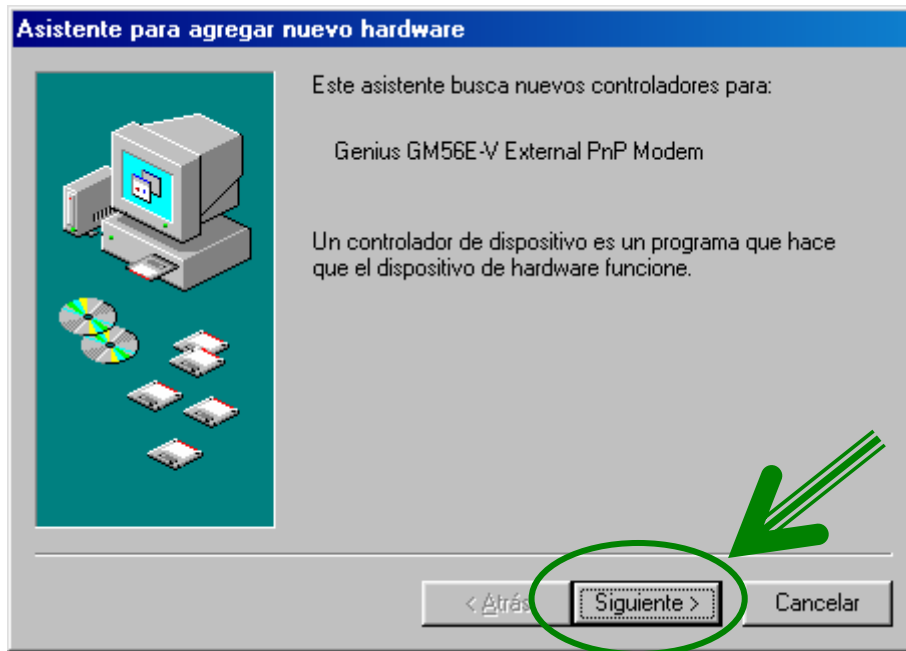 Asistente para agregar nuevo hardware
Este asistente busca nuevos controladores para:
Genius GM56E-V External PnP Modem
Un controlador de dispositivo es un programa que hace
que el dispositivo de hardware funcione.
< Atrás Siguiente > Cancelar